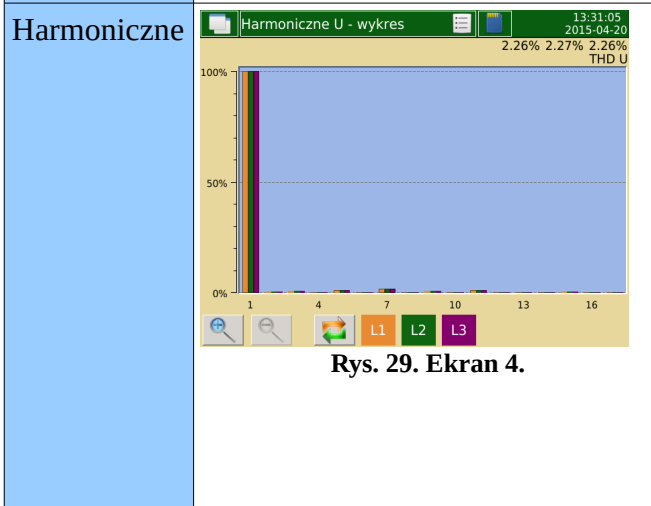 Harmoniczne
Harmoniczne U - wykres
13:31:05
2015-04-20
2.26% 2.27% 2.26%
THD U
100%
50%
0%
1 4 7 10 13 16
L1 L2 L3
Rys. 29. Ekran 4.